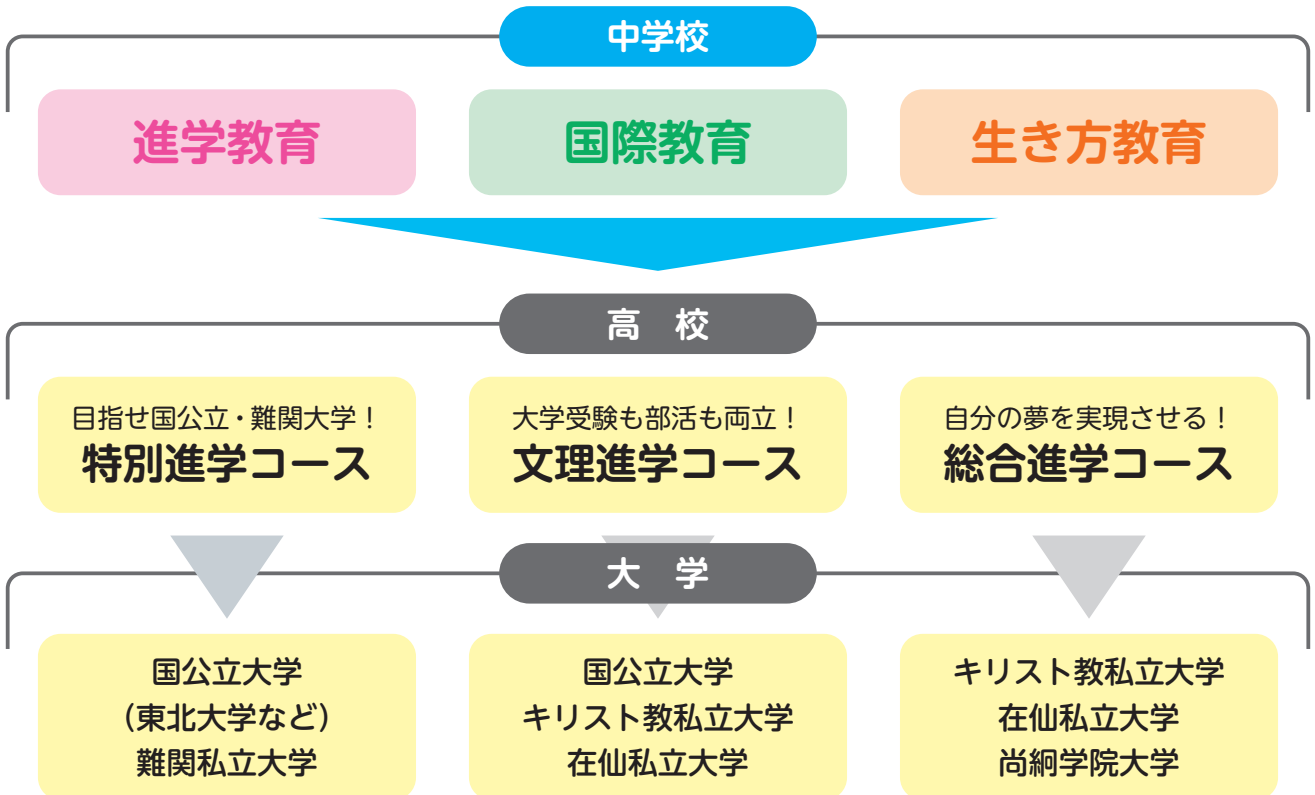 中学校
進学教育
国際教育
生き方教育
高 校
目指せ国公立・難関大学！
特別進学コース
大学受験も部活も両立！
文理進学コース
自分の夢を実現させる！
総合進学コース
大 学
国公立大学
（東北大学など）
難関私立大学
国公立大学
キリスト教私立大学
在仙私立大学
キリスト教私立大学
在仙私立大学
尚絅学院大学